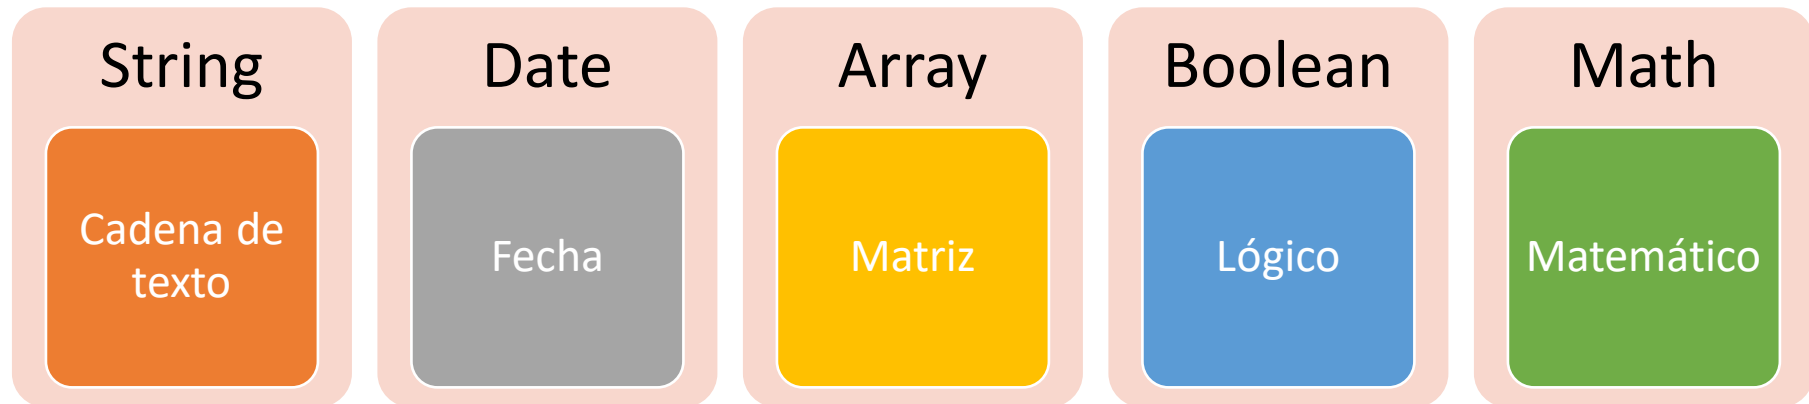 String
Date
Array
Boolean
Math
Cadena de
texto
Fecha
Matriz
Lógico
Matemático